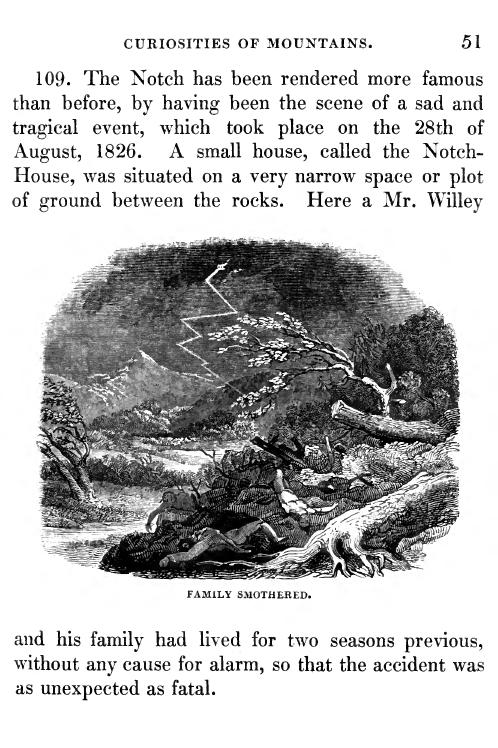 CURIOSITIES OF MOUNTAINS. 51
109. The Notch has been rendered more famous
than before, by having been the scene of a sad and
tragical event, which took place on the 28th of
August, 1826. A small house, called the Notch-
House, was situated on a very narrow space or plot
of ground between the rocks. Here a Mr. Willey
FAMILY SMOTHERED.
and his family had lived for two seasons previous,
without any cause for alarm, so that the accident was
as unexpected as fatal.